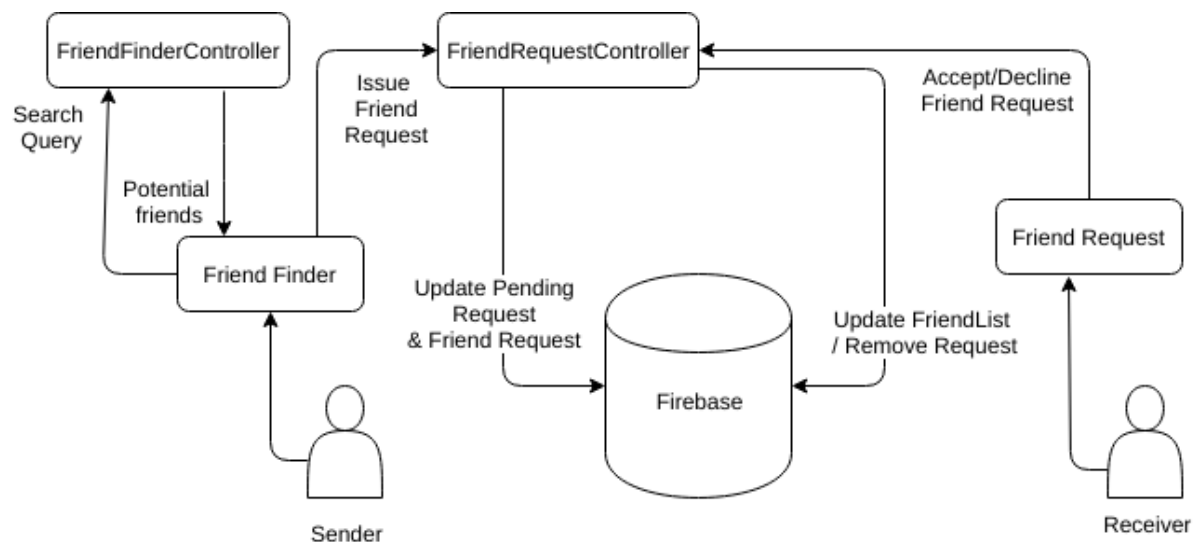 FriendFinderController
FriendRequestController
Search
Query
Issue
Friend
Request
Accept/Decline
Friend Request
Potential
friends
Friend Finder
Friend Request
Update Pending
Request
& Friend Request
Update FriendList
/ Remove Request
Firebase
Sender
Receiver